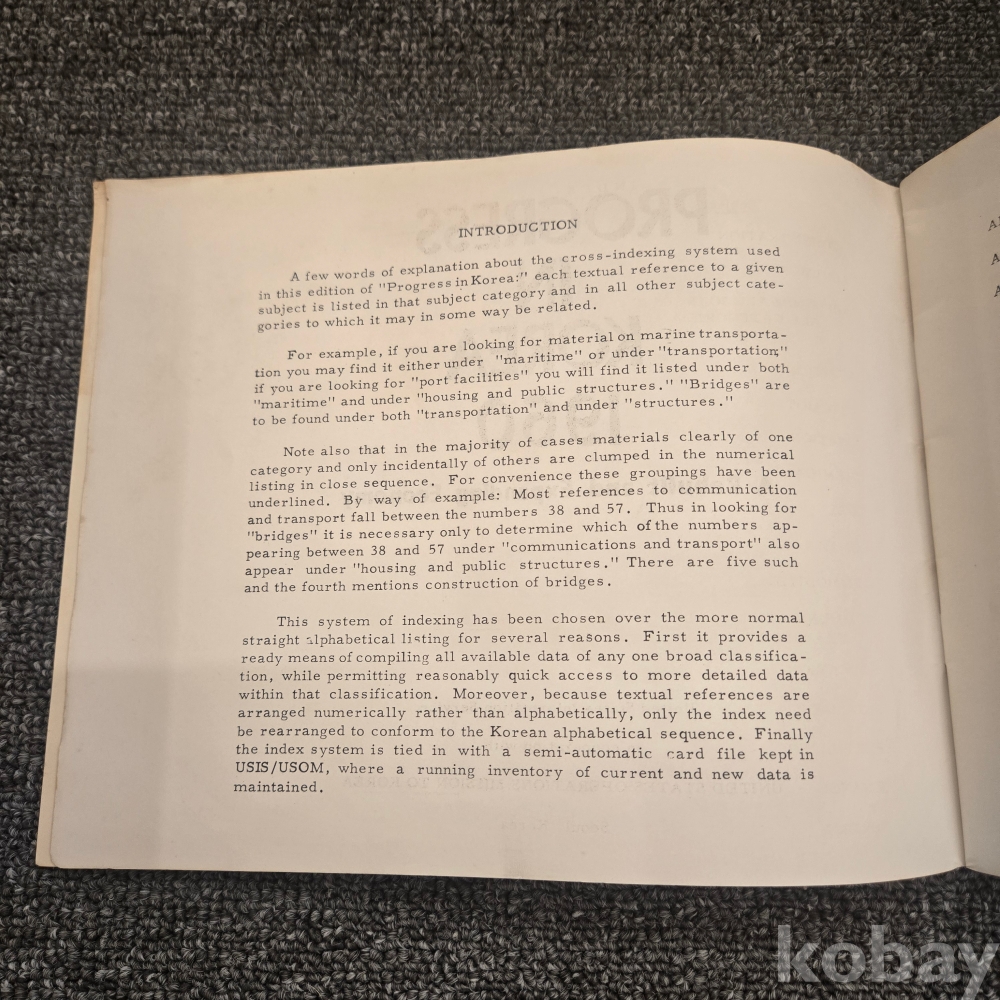 INTRODUCTION
A few words of explanation about the cross-indexing system used
in this edition of "Progress in Korea:" each textual reference to a given
subject is listed in that subject category and in all other subject cate-
gories to which it may in some way be related.
For example, if you are looking for material on marine transporta-
tion you may find it either under "maritime" or under "transportation;"
if you are looking for "port facilities" you will find it listed under both
"maritime" and under "housing and public structures." "Bridges" are
to be found under both "transportation" and under "structures."
Note also that in the majority of cases materials clearly of one
category and only incidentally of others are clumped in the numerical
listing in close sequence. For convenience these groupings have been
underlined. By way of example: Most references to communication
and transport fall between the numbers 38 and 57. Thus in looking for
"bridges" it is necessary only to determine which of the numbers ap-
pearing between 38 and 57 under "communications and transport" also
appear under "housing and public structures." There are five such
and the fourth mentions construction of bridges.
This system of indexing has been chosen over the more normal
straight alphabetical listing for several reasons. First it provides a
ready means of compiling all available data of any one broad classifica-
tion, while permitting reasonably quick access to more detailed data
within that classification. Moreover, because textual references are
arranged numerically rather than alphabetically, only the index need
be rearranged to conform to the Korean alphabetical sequence. Finally
the index system is tied in with a semi-automatic card file kept in
USIS/USOM, where a running inventory of current and new data is
maintained.
kobay